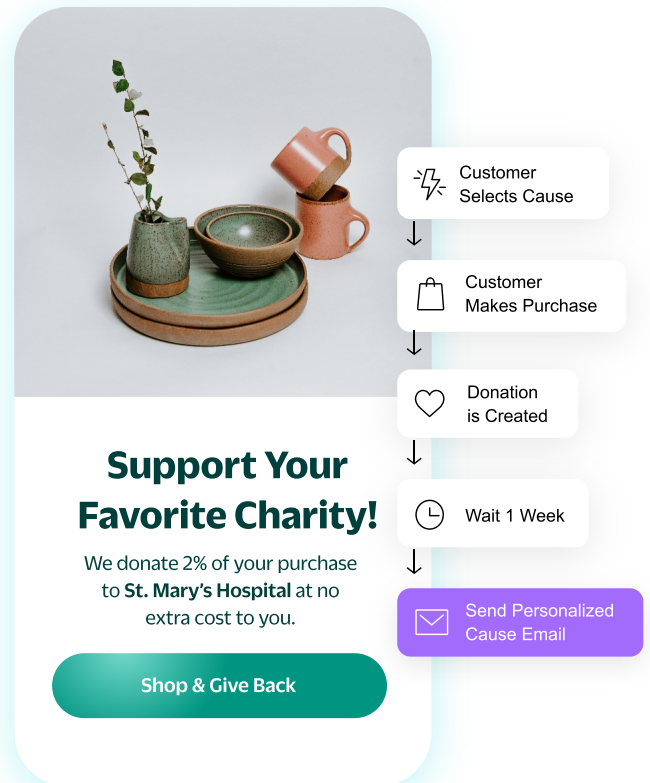 Customer
Selects Cause
Customer
Makes Purchase
Donation
is Created
Wait 1 Week
Send Personalized
Cause Email
Support Your
Favorite Charity!
We donate 2% of your purchase
to St. Mary’s Hospital at no
extra cost to you.
Shop & Give Back